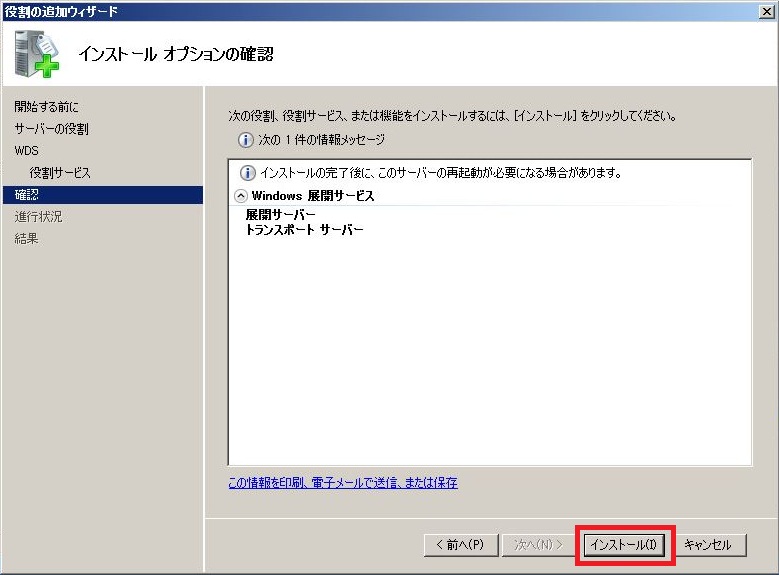 役割の追加ウィザード
インストール オプションの確認
開始する前に
サーバーの役割
WDS
役割サービス
確認
進行状況
結果
次の役割、役割サービス、または機能をインストールするには、[インストール] をクリックしてください。
次の 1 件の情報メッセージ
インストールの完了後に、このサーバーの再起動が必要になる場合があります。
Windows 展開サービス
展開サーバー
トランスポート サーバー
この情報を印刷、電子メールで送信、または保存
< 前へ(P) 次へ(N) > インストール(I) キャンセル